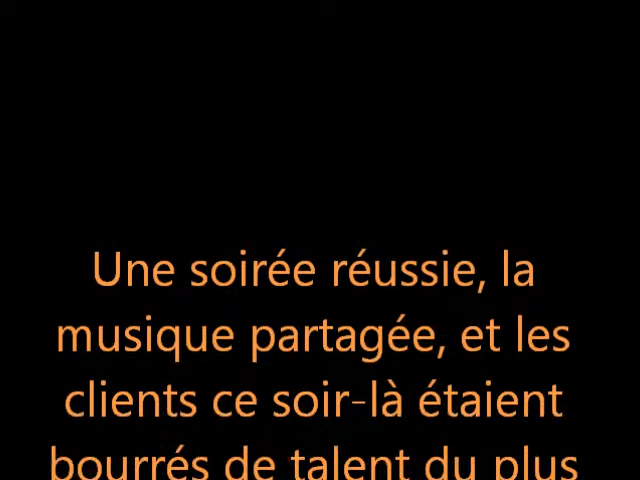 Une soirée réussie, la
musique partagée, et les
clients ce soir-là étaient
bourrés de talent du plus